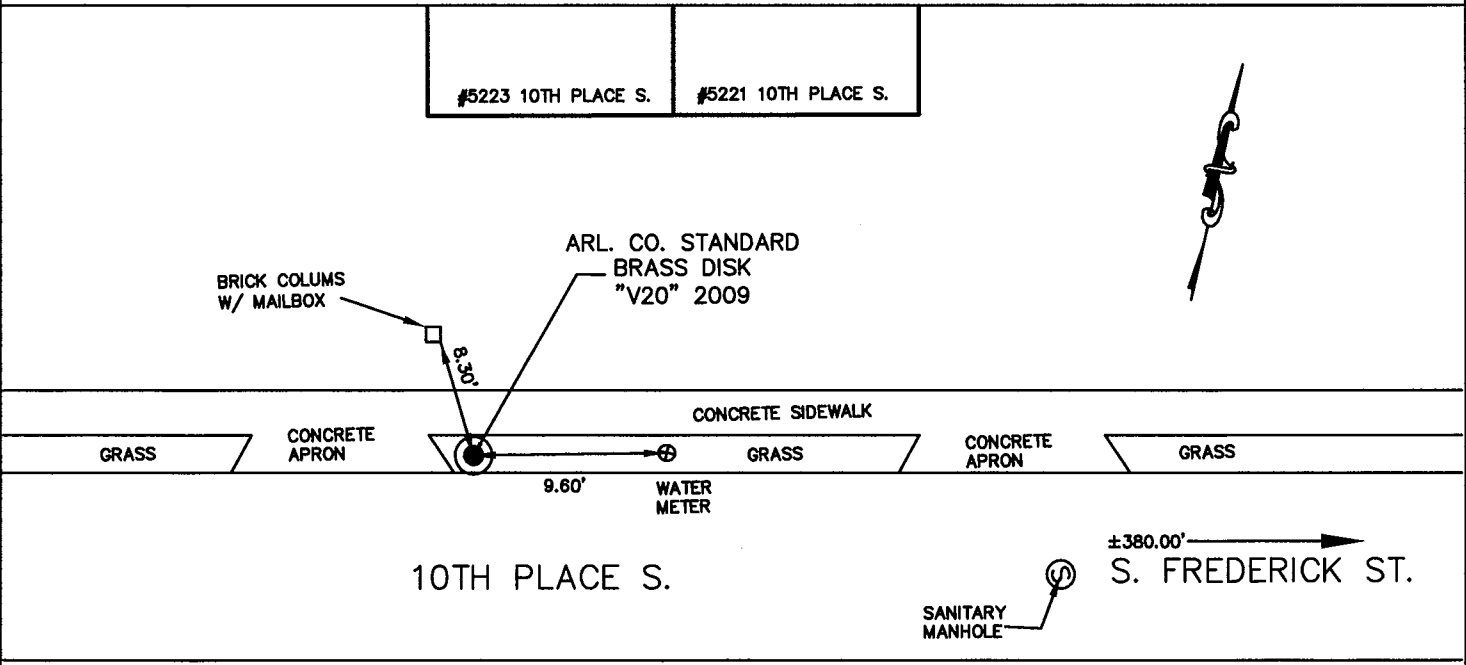 #5223 10TH PLACE S.
#5221 10TH PLACE S.
ARL. CO. STANDARD
BRASS DISK
"V20" 2009
BRICK COLUMS
W/ MAILBOX
8.30'
CONCRETE SIDEWALK
GRASS
CONCRETE
APRON
GRASS
CONCRETE
APRON
GRASS
9.60'
WATER
METER
±380.00'
10TH PLACE S.
S
S. FREDERICK ST.
SANITARY
MANHOLE